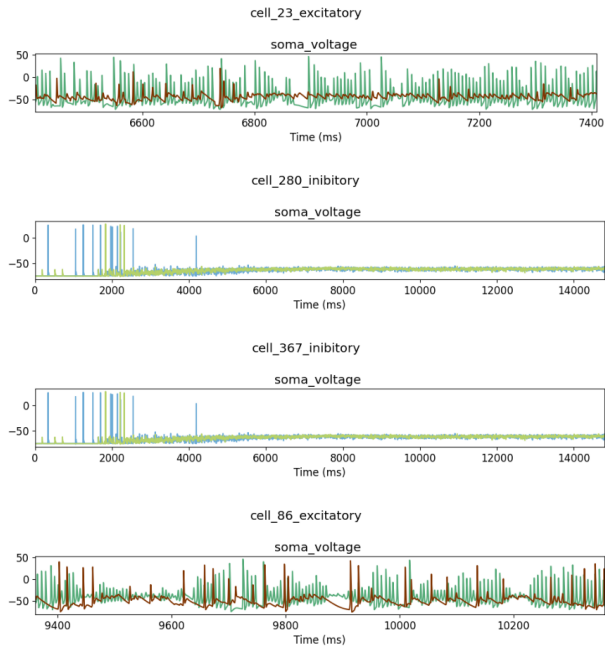 cell_23_excitatory
soma_voltage
50
0
−50
6600 6800 7000 7200 7400
Time (ms)
cell_280_inibitory
soma_voltage
0
−50
0 2000 4000 6000 8000 10000 12000 14000
Time (ms)
cell_367_inibitory
soma_voltage
0
−50
0 2000 4000 6000 8000 10000 12000 14000
Time (ms)
cell_86_excitatory
soma_voltage
50
0
−50
9400 9600 9800 10000 10200
Time (ms)